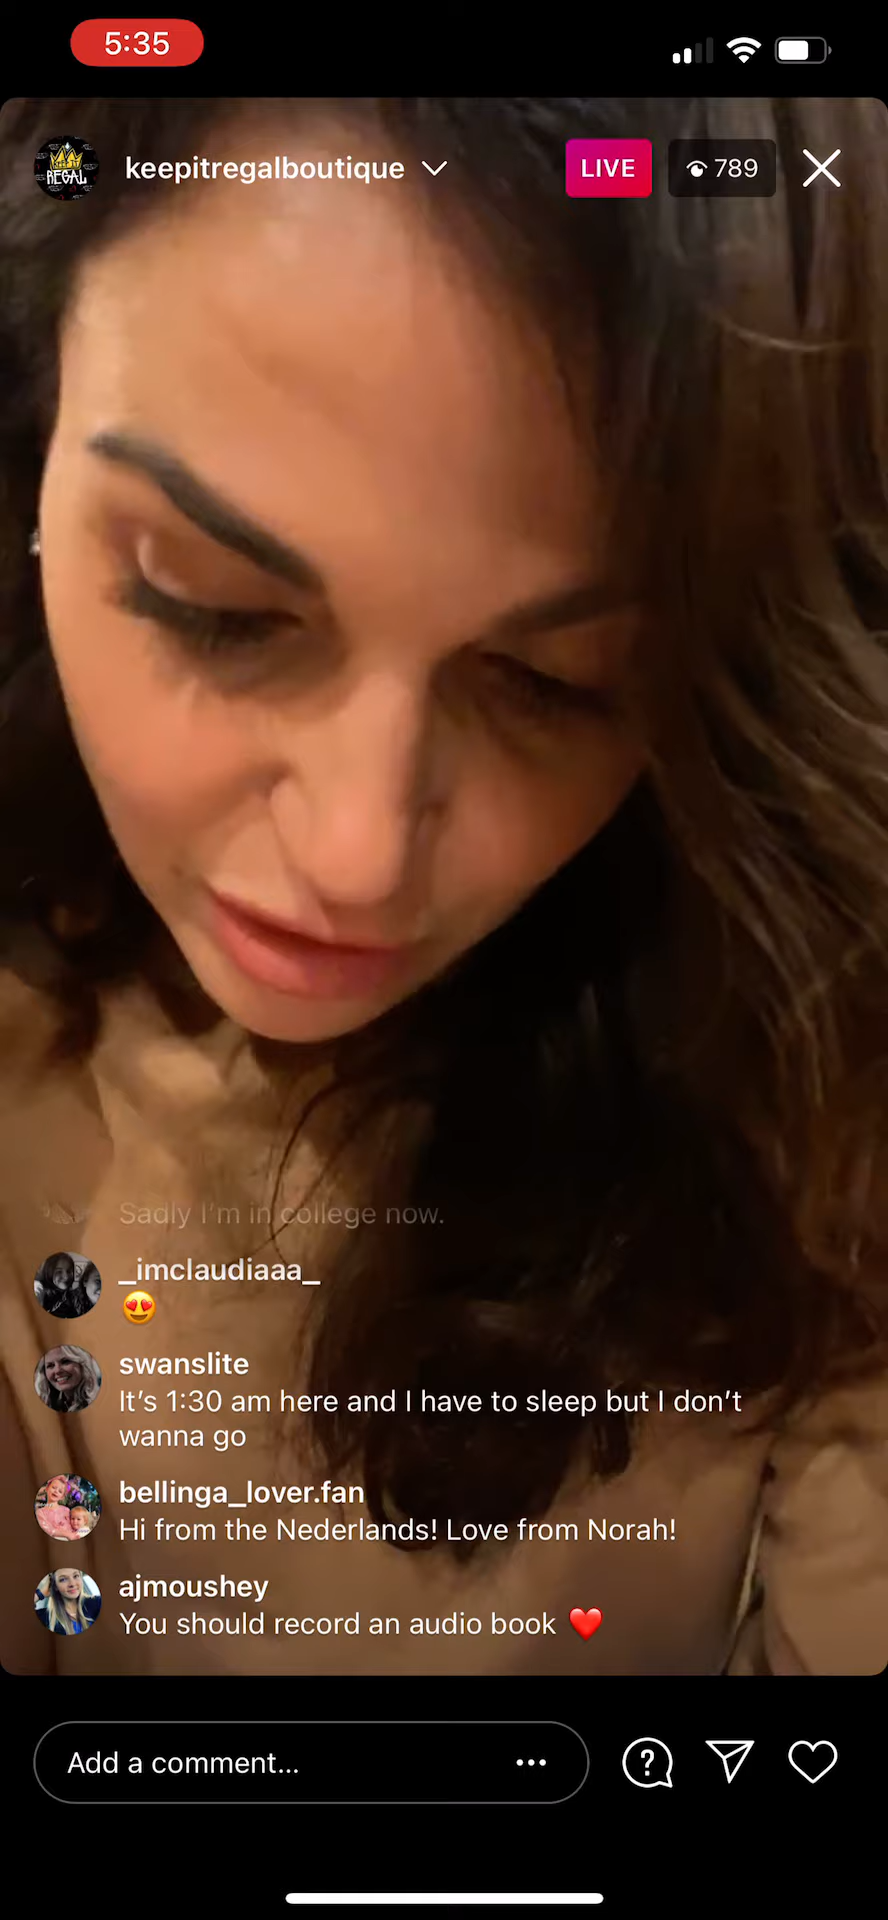 5:35
REGAL
keepitregalboutique
LIVE
789
Sadly I'm in college now.
_imclaudiaaa_
😍
swanslite
It's 1:30 am here and I have to sleep but I don't
wanna go
bellinga_lover.fan
Hi from the Nederlands! Love from Norah!
ajmoushey
You should record an audio book ❤️
Add a comment...